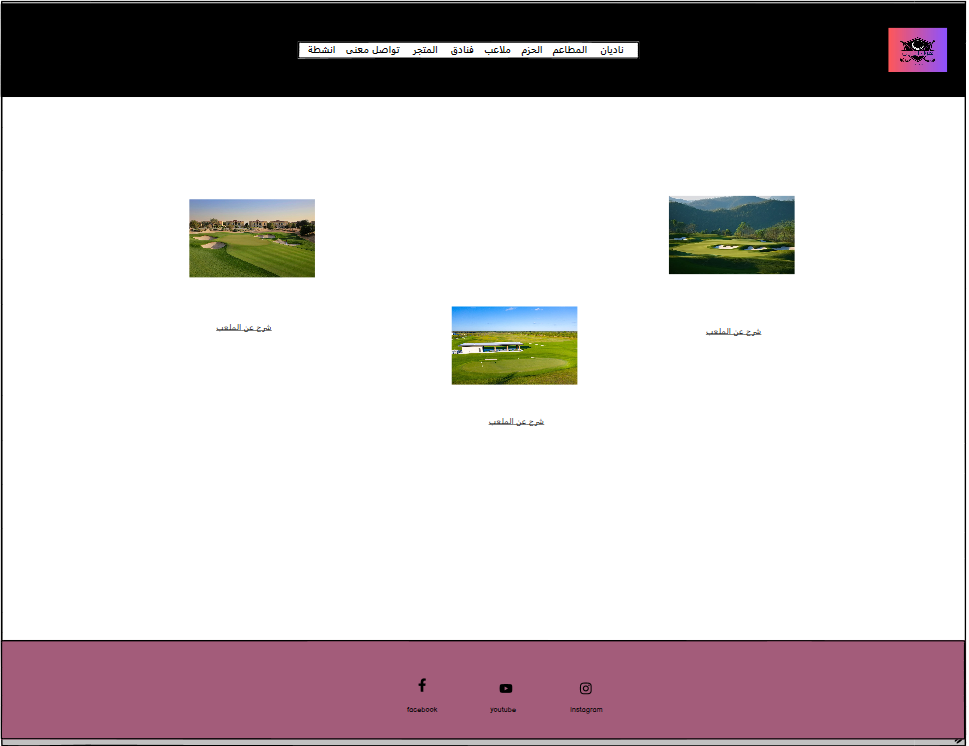 ناديان المطاعم الحزم ملاعب فنادق المتجر تواصل معنى انشطة
شرح عن الملعب
شرح عن الملعب
شرح عن الملعب
facebook youtube instagram